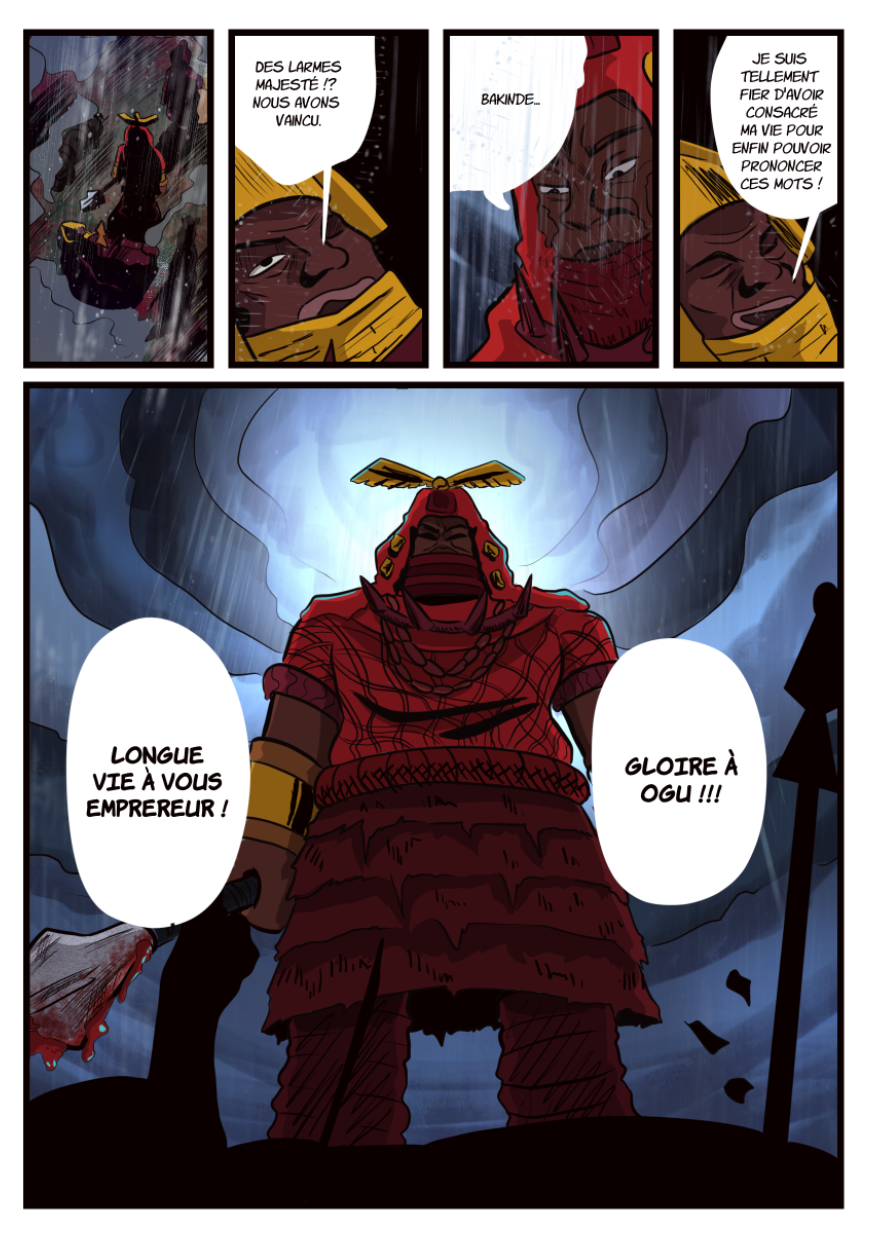 DES LARMES
MAJESTÉ !?
NOUS AVONS
VAINCU.
BAKINDE...
JE SUIS
TELLEMENT
FIER D'AVOIR
CONSACRÉ
MA VIE POUR
ENFIN POUVOIR
PRONONCER
CES MOTS !
LONGUE
VIE À VOUS
EMPREREUR !
GLOIRE À
OGU !!!